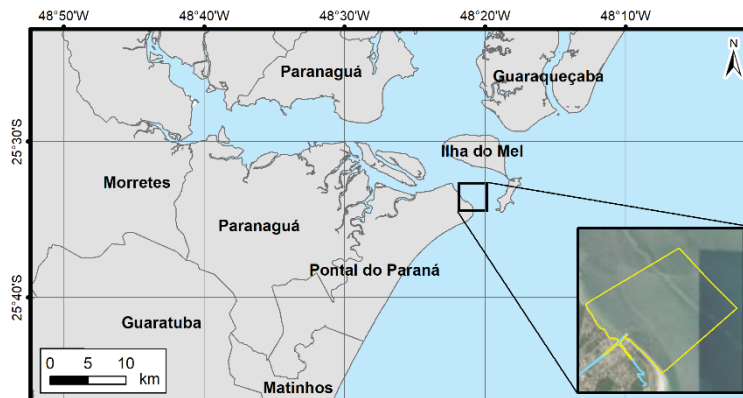 48°50'W 48°40'W 48°30'W 48°20'W 48°10'W
N
Paranaguá
Guaraqueçaba
25°30'S
Ilha do Mel
Morretes
Paranaguá
Pontal do Paraná
25°40'S
Guaratuba
0 5 10
km
Matinhos